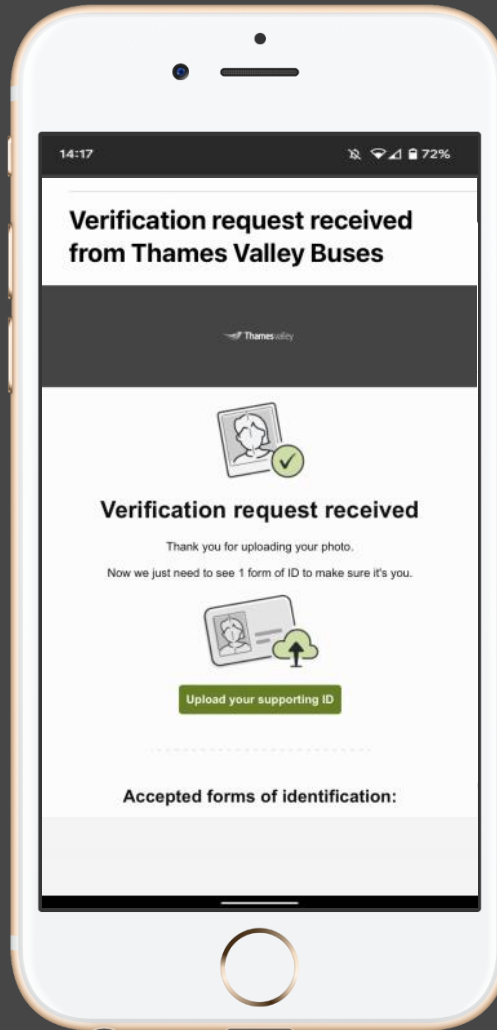 14:17
72%
Verification request received
from Thames Valley Buses
Thames valley
Verification request received
Thank you for uploading your photo.
Now we just need to see 1 form of ID to make sure it's you.
Upload your supporting ID
Accepted forms of identification: